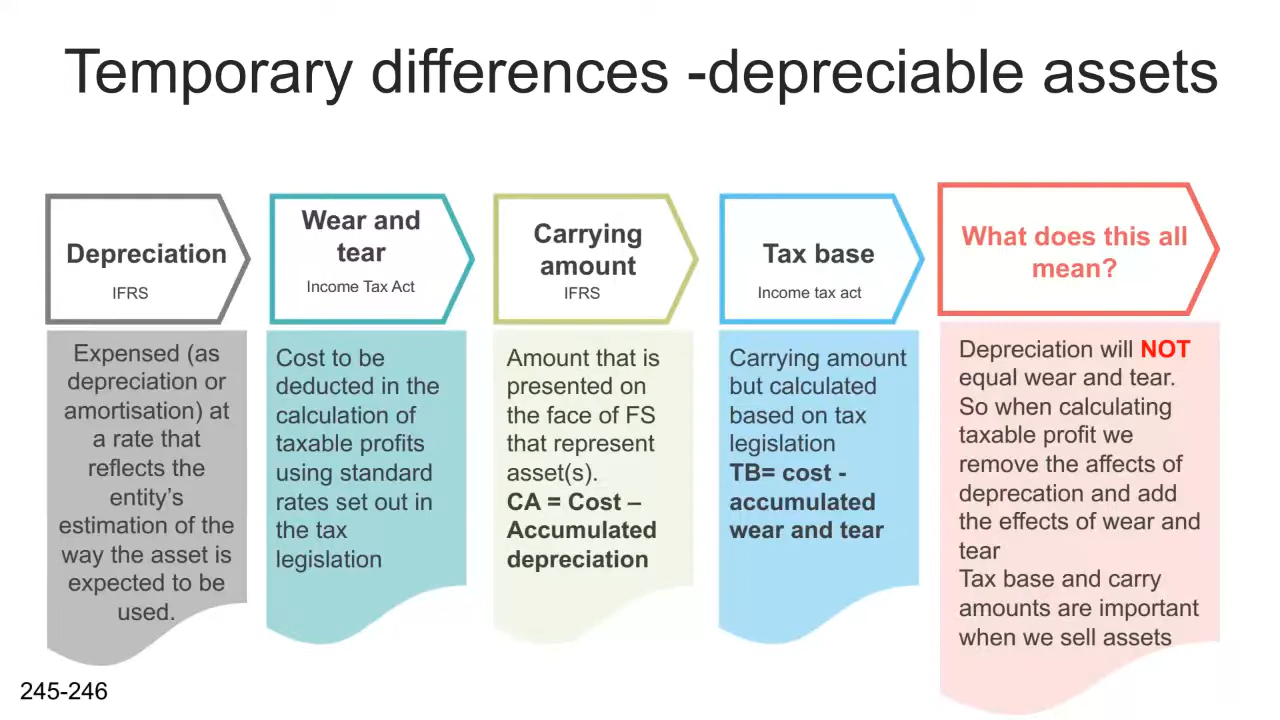 Temporary differences -depreciable assets
Depreciation
IFRS
Expensed (as
depreciation or
amortisation) at
a rate that
reflects the
entity's
estimation of the
way the asset is
expected to be
used.
Wear and
tear
Income Tax Act
Cost to be
deducted in the
calculation of
taxable profits
using standard
rates set out in
the tax
legislation
Carrying
amount
IFRS
Amount that is
presented on
the face of FS
that represent
asset(s).
CA = Cost –
Accumulated
depreciation
Tax base
Income tax act
Carrying amount
but calculated
based on tax
legislation
TB= cost -
accumulated
wear and tear
What does this all
mean?
Depreciation will NOT
equal wear and tear.
So when calculating
taxable profit we
remove the affects of
deprecation and add
the effects of wear and
tear
Tax base and carry
amounts are important
when we sell assets
245-246